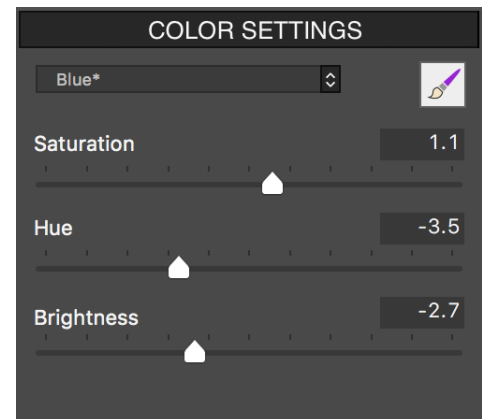 COLOR SETTINGS
Blue*
Saturation 1.1
Hue -3.5
Brightness -2.7